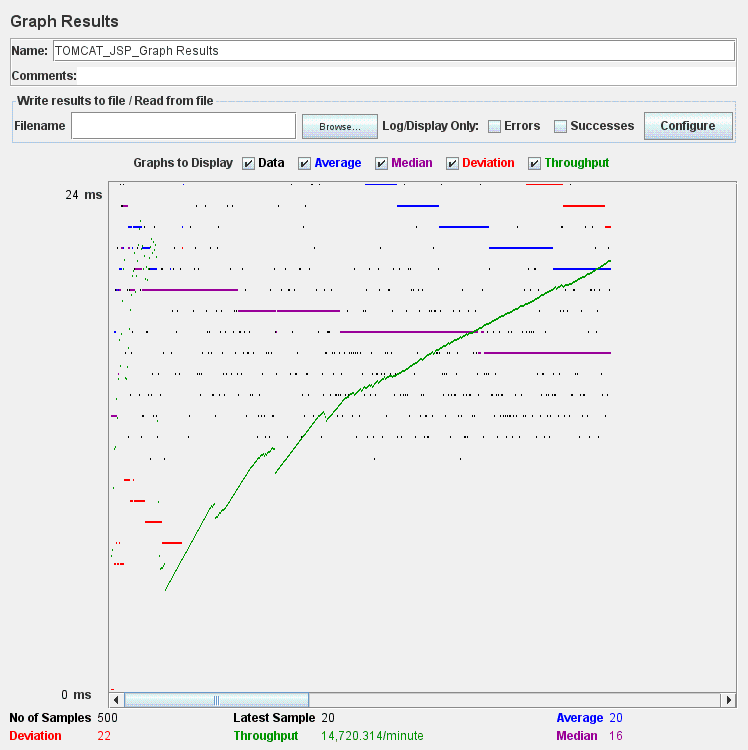 Graph Results
Name: TOMCAT_JSP_Graph Results
Comments:
Write results to file / Read from file
Filename Browse... Log/Display Only: Errors Successes Configure
Graphs to Display Data Average Median Deviation Throughput
24 ms
0 ms
No of Samples 500 Latest Sample 20 Average 20
Deviation 22 Throughput 14,720.314/minute Median 16